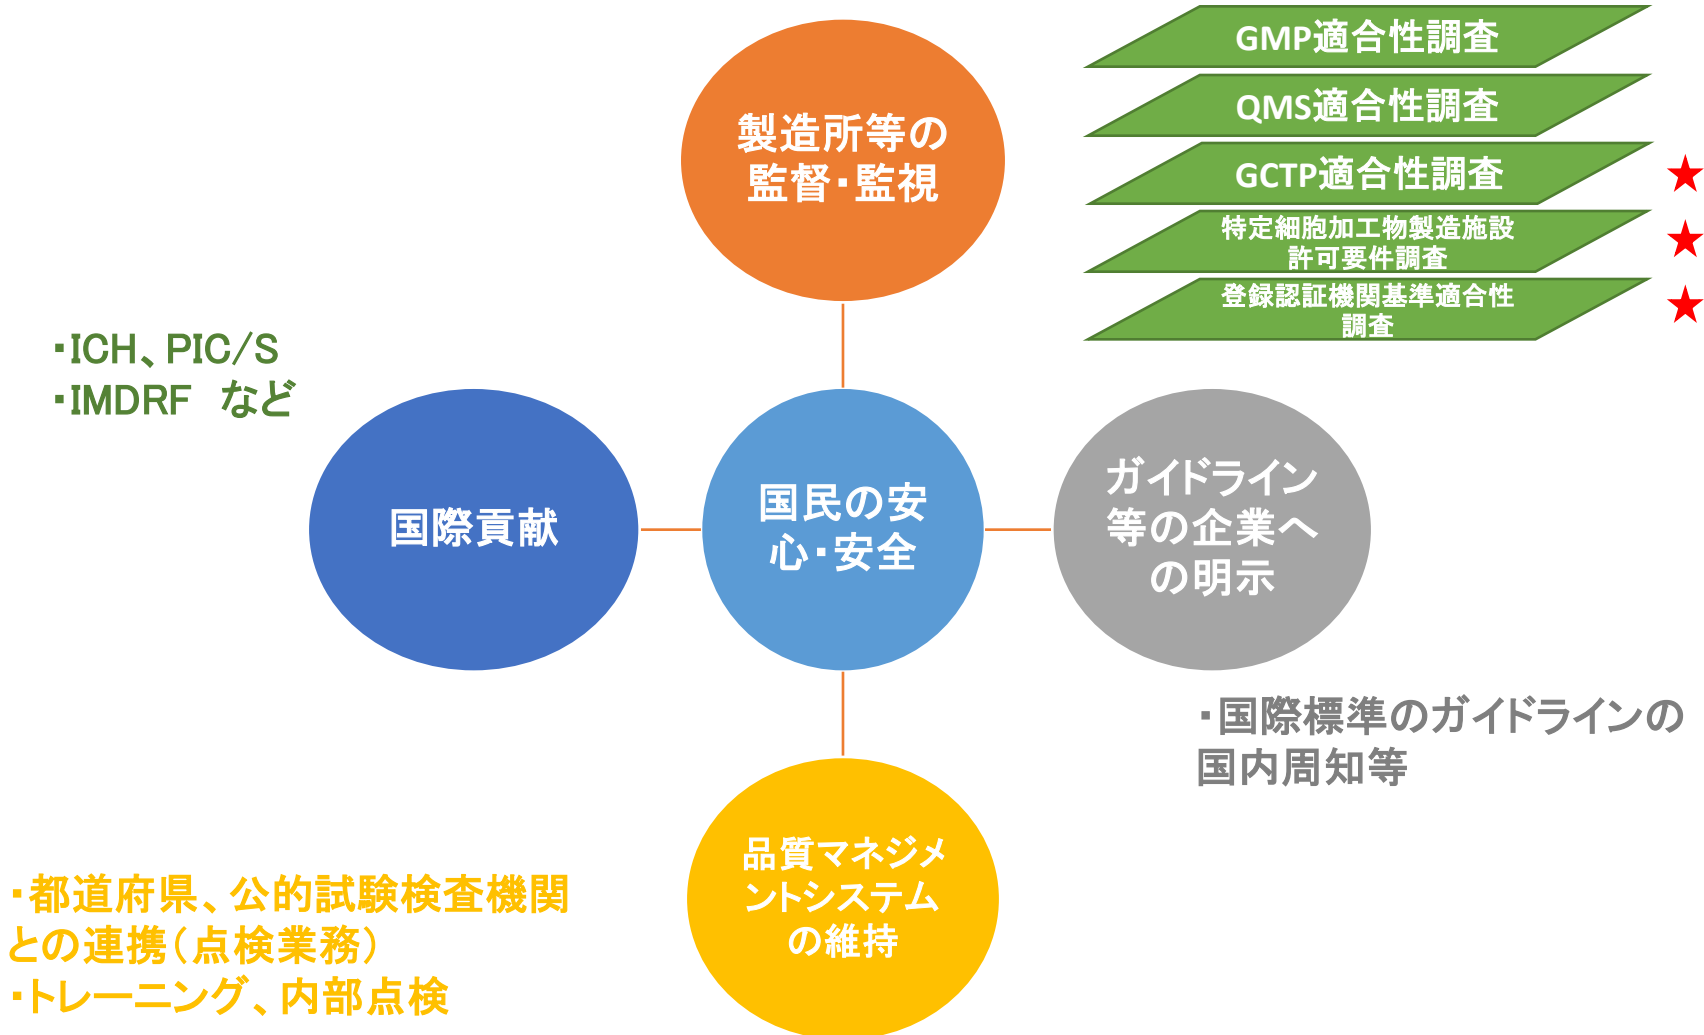 製造所等の
監督・監視
GMP適合性調査
QMS適合性調査
GCTP適合性調査
特定細胞加工物製造施設
許可要件調査
登録認証機関基準適合性
調査
・ICH、PIC/S
・IMDRF　など
国際貢献
国民の安
心・安全
ガイドライン
等の企業へ
の明示
・国際標準のガイドラインの
国内周知等
品質マネジメ
ントシステム
の維持
・都道府県、公的試験検査機関
との連携（点検業務）
・トレーニング、内部点検